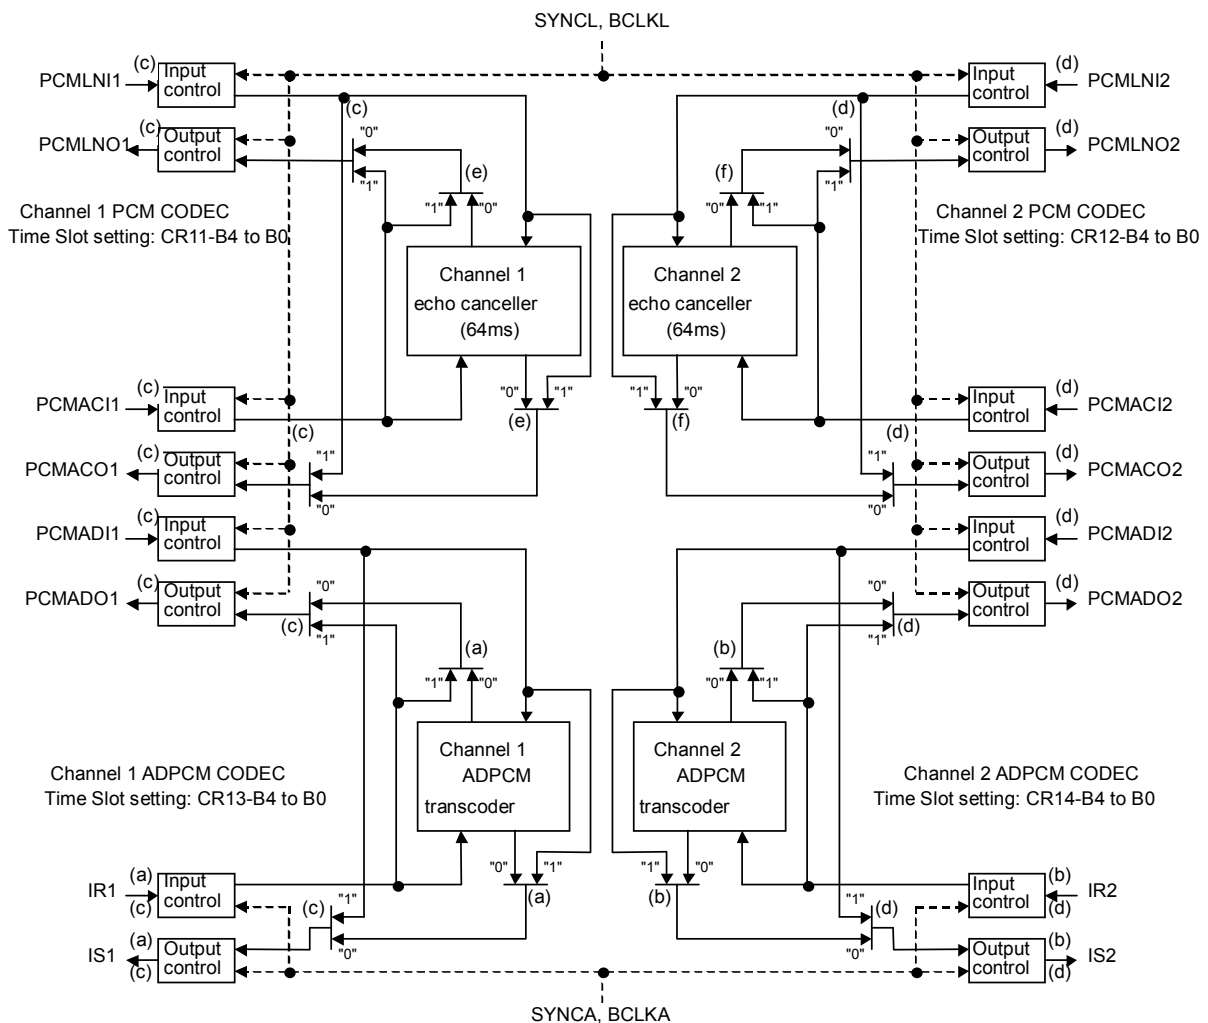 SYNCL, BCLKL
(c)
PCMLNI1
Input
control
(d)
PCMLNI2
Input
control
(c)
(d)
(c)
PCMLNO1
Output
control
"0"
"1"
"0"
"1"
(d)
PCMLNO2
Output
control
(e)
"1"
"0"
(f)
"0"
"1"
Channel 1 PCM CODEC
Time Slot setting: CR11-B4 to B0
Channel 2 PCM CODEC
Time Slot setting: CR12-B4 to B0
Channel 1
echo canceller
(64ms)
Channel 2
echo canceller
(64ms)
(c)
PCMACI1
Input
control
"0"
"1"
(e)
"1"
"0"
(f)
(d)
PCMACI2
Input
control
(c)
(d)
(c)
PCMACO1
Output
control
"1"
"0"
"1"
"0"
(d)
PCMACO2
Output
control
(c)
PCMADI1
Input
control
(d)
PCMADI2
Input
control
(c)
PCMADO1
Output
control
"0"
(c)
"1"
"0"
"1"
(d)
(d)
PCMADO2
Output
control
(a)
"1"
"0"
(b)
"0"
"1"
Channel 1
ADPCM
transcoder
Channel 2
ADPCM
transcoder
Channel 1 ADPCM CODEC
Time Slot setting: CR13-B4 to B0
Channel 2 ADPCM CODEC
Time Slot setting: CR14-B4 to B0
"0"
"1"
(a)
"1"
"0"
(b)
(a)
IR1
(c)
Input
control
(b)
IR2
(d)
Input
control
(c)
"1"
"0"
"1"
(d)
"0"
(a)
IS1
(c)
Output
control
(b)
IS2
(d)
Output
control
SYNCA, BCLKA